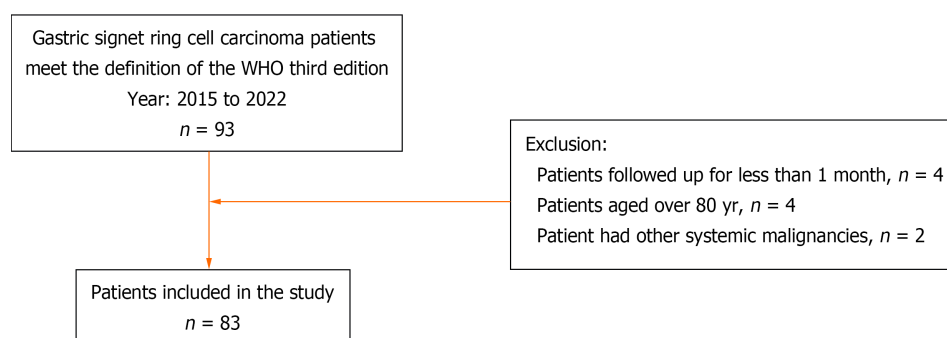 Gastric signet ring cell carcinoma patients
meet the definition of the WHO third edition
Year: 2015 to 2022
n = 93
Exclusion:
Patients followed up for less than 1 month, n = 4
Patients aged over 80 yr, n = 4
Patient had other systemic malignancies, n = 2
Patients included in the study
n = 83